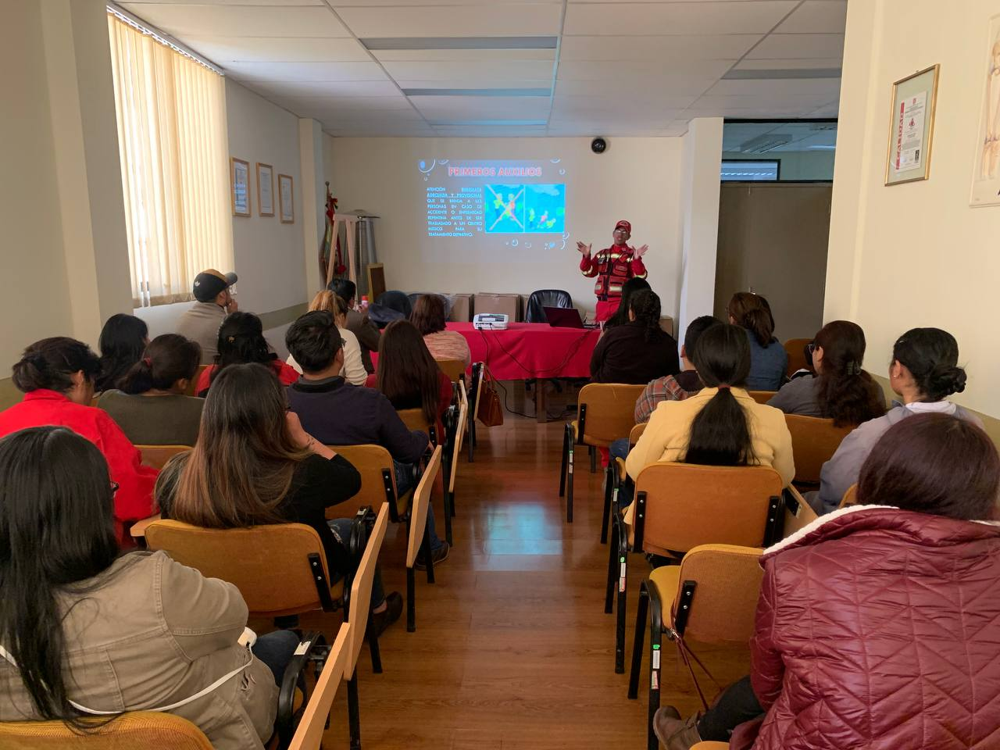 PRIMEROS AUXILIOS
ATENCIÓN INMEDIATA
ADECUADA Y PROVISIONAL
QUE SE BRINDA A LAS
PERSONAS EN CASO DE
ACCIDENTE O ENFERMEDAD
REPENTINA ANTES DE SER
TRASLADADO A UN CENTRO
MEDICO PARA SU
TRATAMIENTO DEFINITIVO.